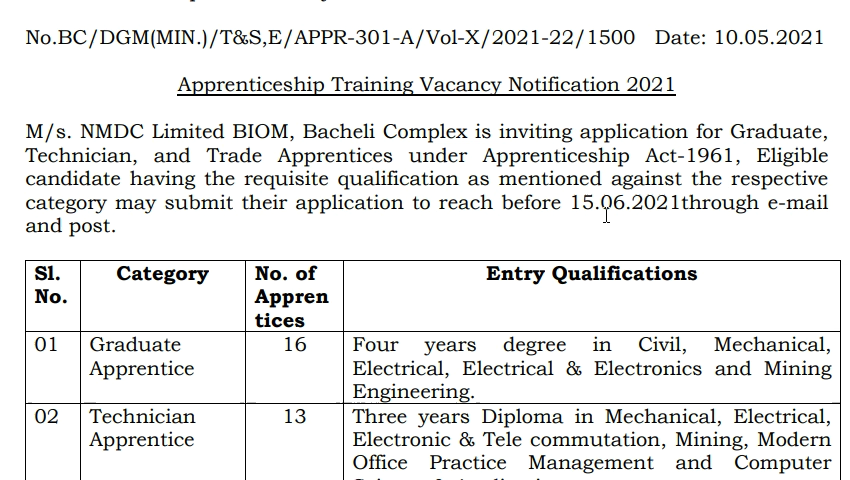 No.BC/DGM(MIN.)/T&S,E/APPR-301-A/Vol-X/2021-22/1500 Date: 10.05.2021
Apprenticeship Training Vacancy Notification 2021
M/s. NMDC Limited BIOM, Bacheli Complex is inviting application for Graduate,
Technician, and Trade Apprentices under Apprenticeship Act-1961, Eligible
candidate having the requisite qualification as mentioned against the respective
category may submit their application to reach before 15.06.2021through e-mail
and post.
Sl. No.
Category
No. of Appren tices
Entry Qualifications
01
Graduate
Apprentice
16
Four years degree in Civil, Mechanical,
Electrical, Electrical & Electronics and Mining
Engineering.
02
Technician
Apprentice
13
Three years Diploma in Mechanical, Electrical,
Electronic & Tele commutation, Mining, Modern
Office Practice Management and Computer